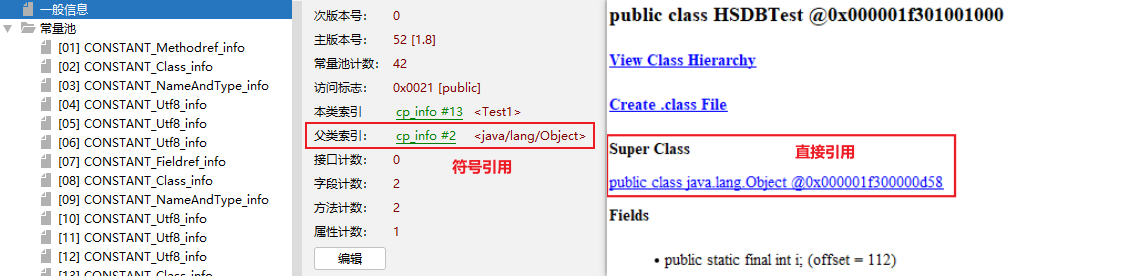 一般信息
常量池
[01] CONSTANT_Methodref_info
[02] CONSTANT_Class_info
[03] CONSTANT_NameAndType_info
[04] CONSTANT_Utf8_info
[05] CONSTANT_Utf8_info
[06] CONSTANT_Utf8_info
[07] CONSTANT_Fieldref_info
[08] CONSTANT_Class_info
[09] CONSTANT_NameAndType_info
[10] CONSTANT_Utf8_info
[11] CONSTANT_Utf8_info
[12] CONSTANT_Utf8_info
[13] CONSTANT_Class_info
次版本号: 0
主版本号: 52 [1.8]
常量池计数: 42
访问标志: 0x0021 [public]
本类索引 cp_info #13 <Test1>
父类索引: cp_info #2 <java/lang/Object>
符号引用
接口计数: 0
字段计数: 2
方法计数: 2
属性计数: 1
编辑
public class HSDBTest @0x000001f301001000
View Class Hierarchy
Create .class File
Super Class
直接引用
public class java.lang.Object @0x000001f300000d58
Fields
• public static final int i; (offset = 112)